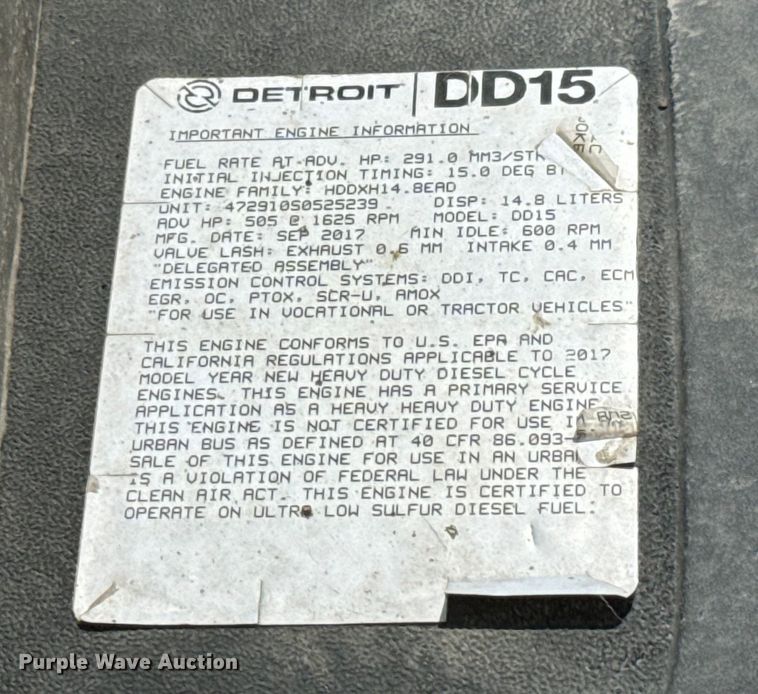 DETROIT | DD15
IMPORTANT ENGINE INFORMATION
FUEL RATE AT ADV. HP: 291.0 MM3/STR
INITIAL INJECTION TIMING: 15.0 DEG
ENGINE FAMILY: HDDXH14.8EAD
UNIT: 472910S0525239 DISP: 14.8 LITERS
ADV HP: 505 @ 1625 RPM MODEL: DD15
MFG. DATE: SEP 2017 MIN IDLE: 600 RPM
VALVE LASH: EXHAUST 0.6 MM INTAKE 0.4 MM
"DELEGATED ASSEMBLY"
EMISSION CONTROL SYSTEMS: DDI, TC, CAC, ECM
EGR, OC, PTOX, SCR-U, AMOX
"FOR USE IN VOCATIONAL OR TRACTOR VEHICLES"
THIS ENGINE CONFORMS TO U.S. EPA AND
CALIFORNIA REGULATIONS APPLICABLE TO 2017
MODEL YEAR NEW HEAVY DUTY DIESEL CYCLE
ENGINES. THIS ENGINE HAS A PRIMARY SERVICE
APPLICATION AS A HEAVY HEAVY DUTY ENGINE
THIS ENGINE IS NOT CERTIFIED FOR USE
URBAN BUS AS DEFINED AT 40 CFR 86.093-
SALE OF THIS ENGINE FOR USE IN AN
IS A VIOLATION OF FEDERAL LAW UNDER THE
CLEAN AIR ACT. THIS ENGINE IS CERTIFIED TO
OPERATE ON ULTRA LOW SULFUR DIESEL FUEL.
Purple Wave Auction